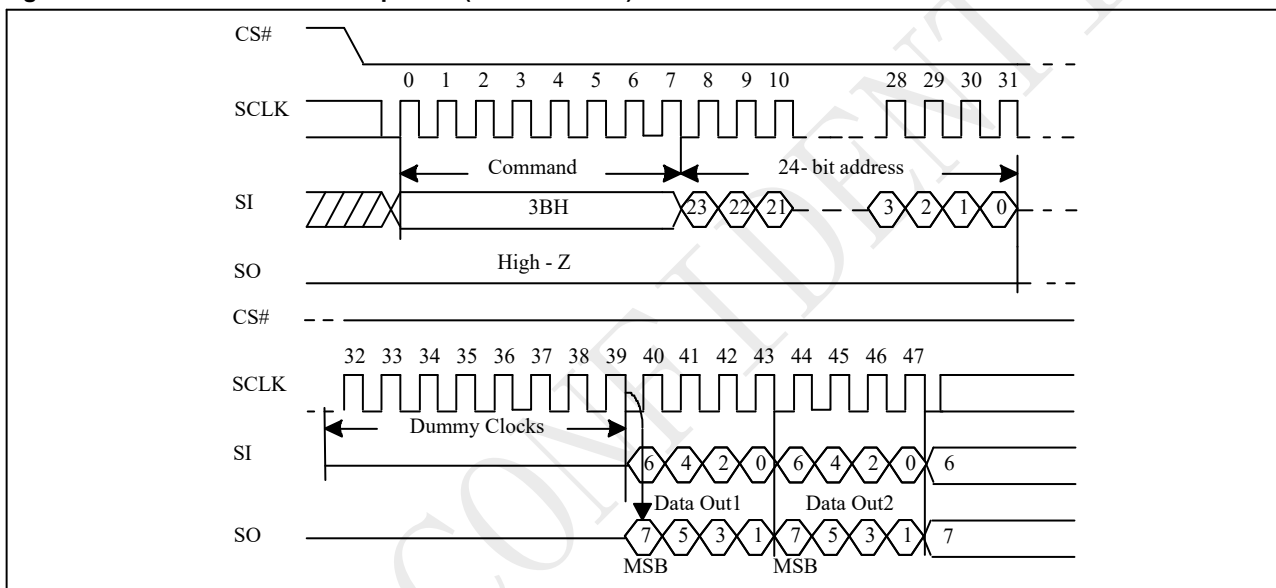 CS#
0 1 2 3 4 5 6 7 8 9 10 28 29 30 31
SCLK
Command 24- bit address
SI 3BH 23 22 21 3 2 1 0
High - Z
SO
CS#
32 33 34 35 36 37 38 39 40 41 42 43 44 45 46 47
SCLK
Dummy Clocks
SI 6 4 2 0 6 4 2 0 6
Data Out1 Data Out2
SO 7 5 3 1 7 5 3 1 7
MSB MSB